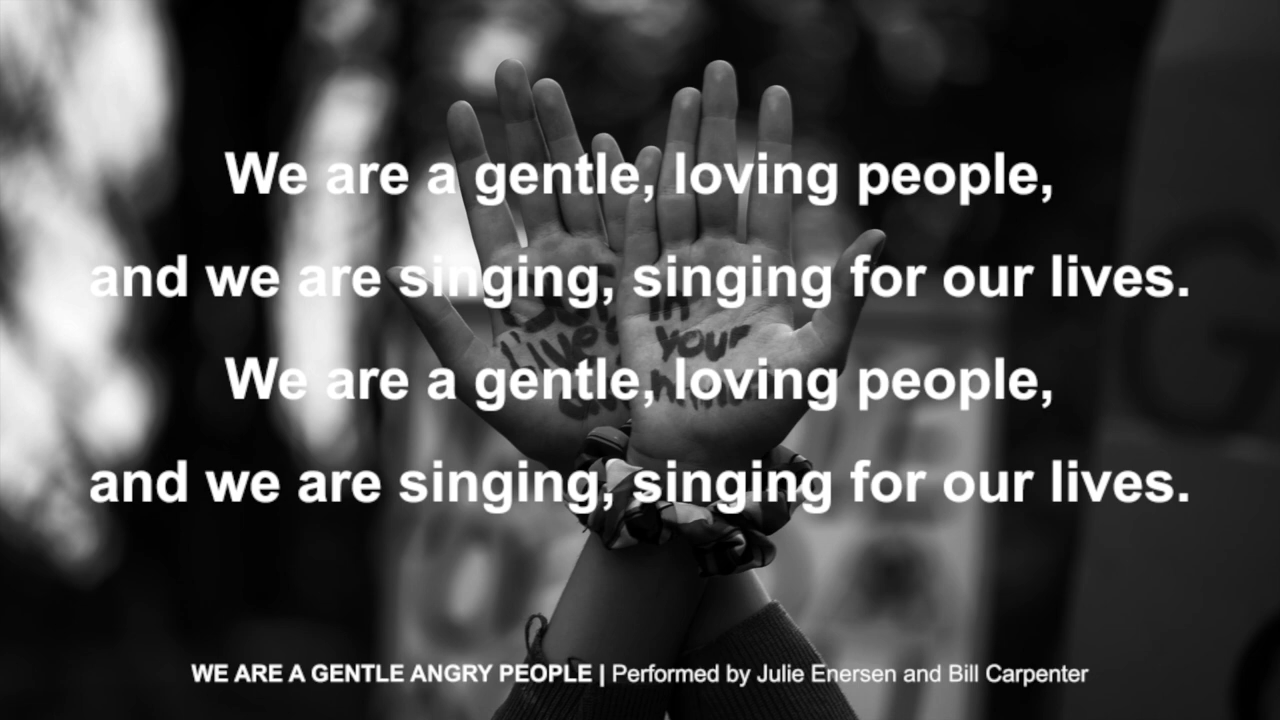 We are a gentle, loving people,
and we are singing, singing for our lives.
We are a gentle, loving people,
and we are singing, singing for our lives.
your
WE ARE A GENTLE ANGRY PEOPLE | Performed by Julie Enersen and Bill Carpenter